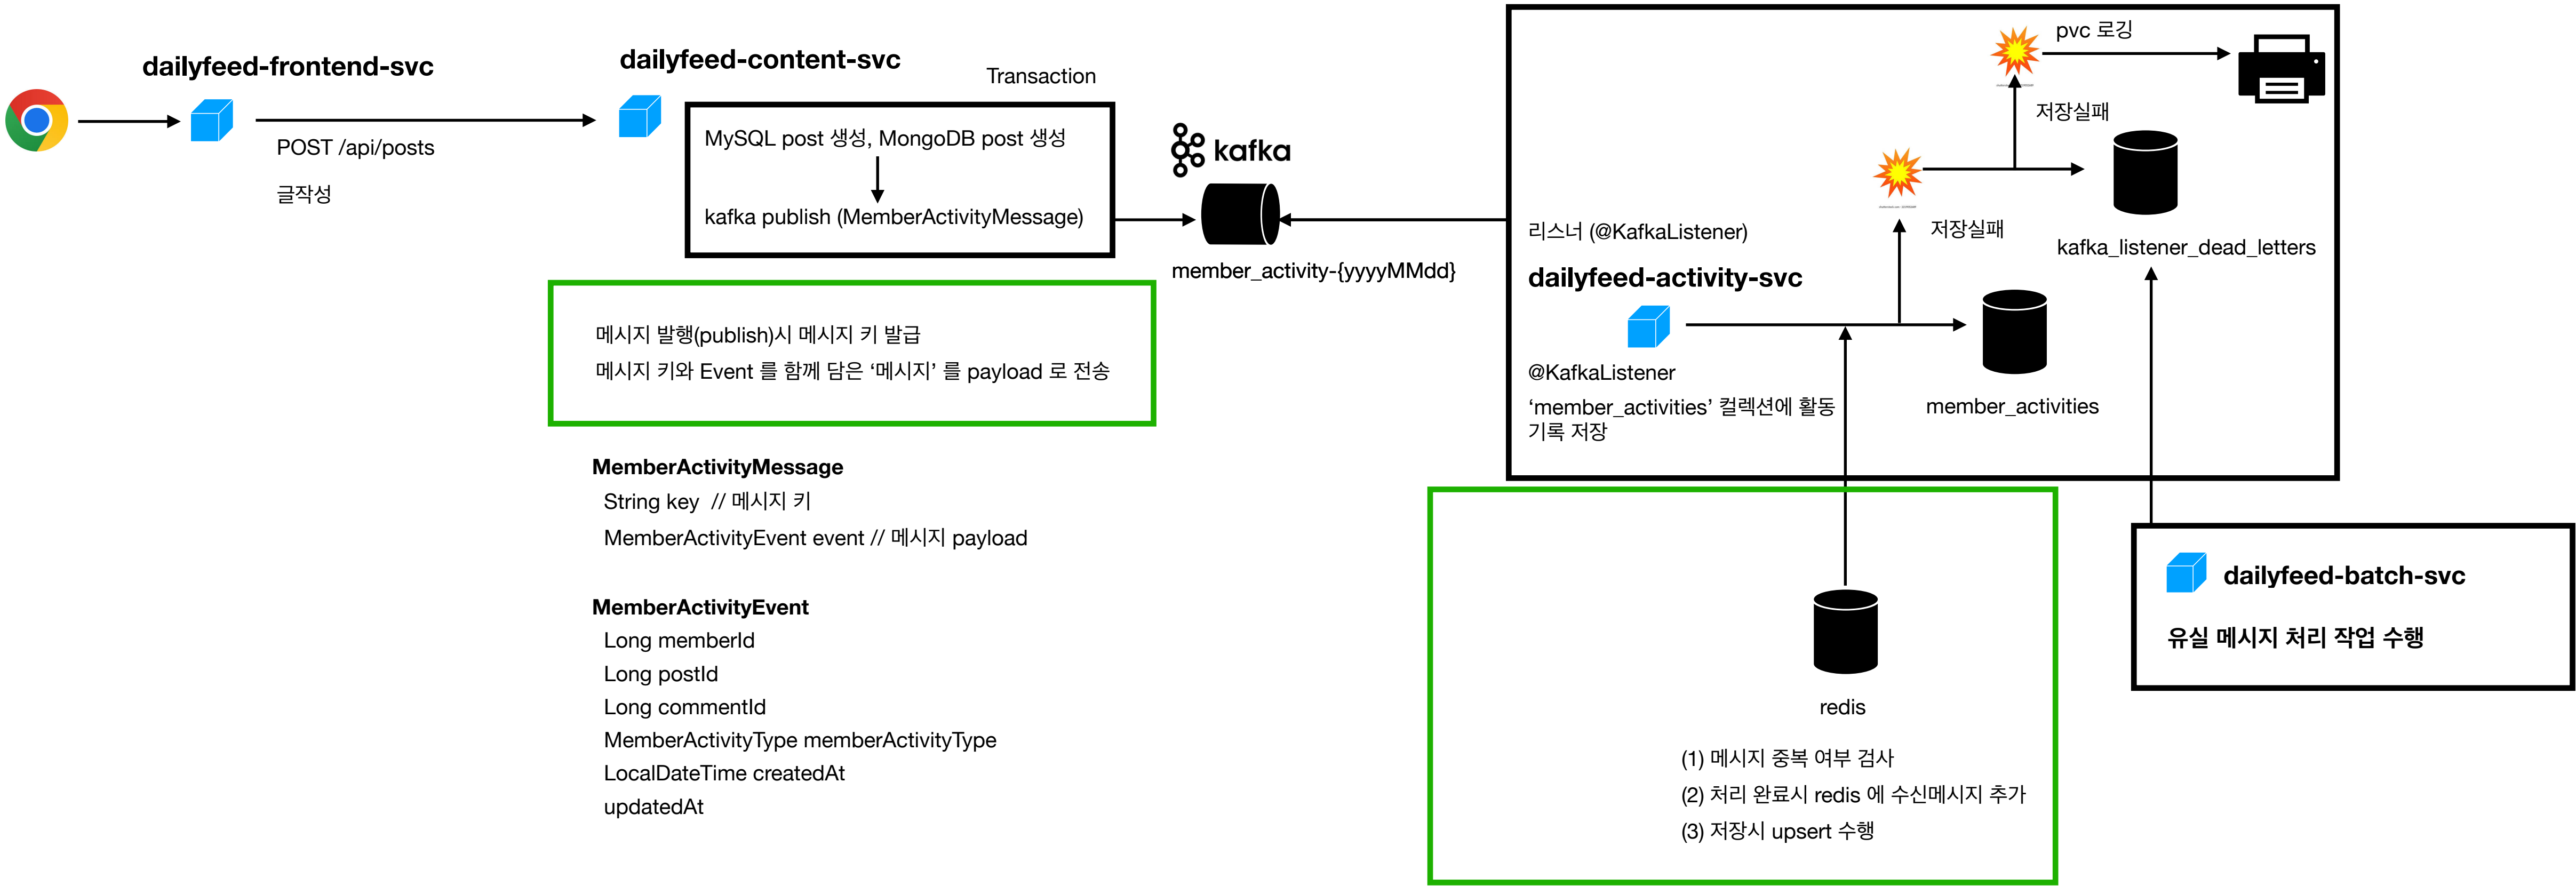 dailyfeed-frontend-svc
POST /api/posts
글작성
dailyfeed-content-svc
Transaction
MySQL post 생성, MongoDB post 생성
kafka publish (MemberActivityMessage)
kafka
member_activity-{yyyyMMdd}
메시지 발행(publish)시 메시지 키 발급
메시지 키와 Event 를 함께 담은 ‘메시지’ 를 payload 로 전송
MemberActivityMessage
String key // 메시지 키
MemberActivityEvent event // 메시지 payload
MemberActivityEvent
Long memberId
Long postId
Long commentId
MemberActivityType memberActivityType
LocalDateTime createdAt
updatedAt
pvc 로깅
저장실패
저장실패
kafka_listener_dead_letters
리스너 (@KafkaListener)
dailyfeed-activity-svc
@KafkaListener
‘member_activities’ 컬렉션에 활동
기록 저장
member_activities
redis
(1) 메시지 중복 여부 검사
(2) 처리 완료시 redis 에 수신메시지 추가
(3) 저장시 upsert 수행
dailyfeed-batch-svc
유실 메시지 처리 작업 수행